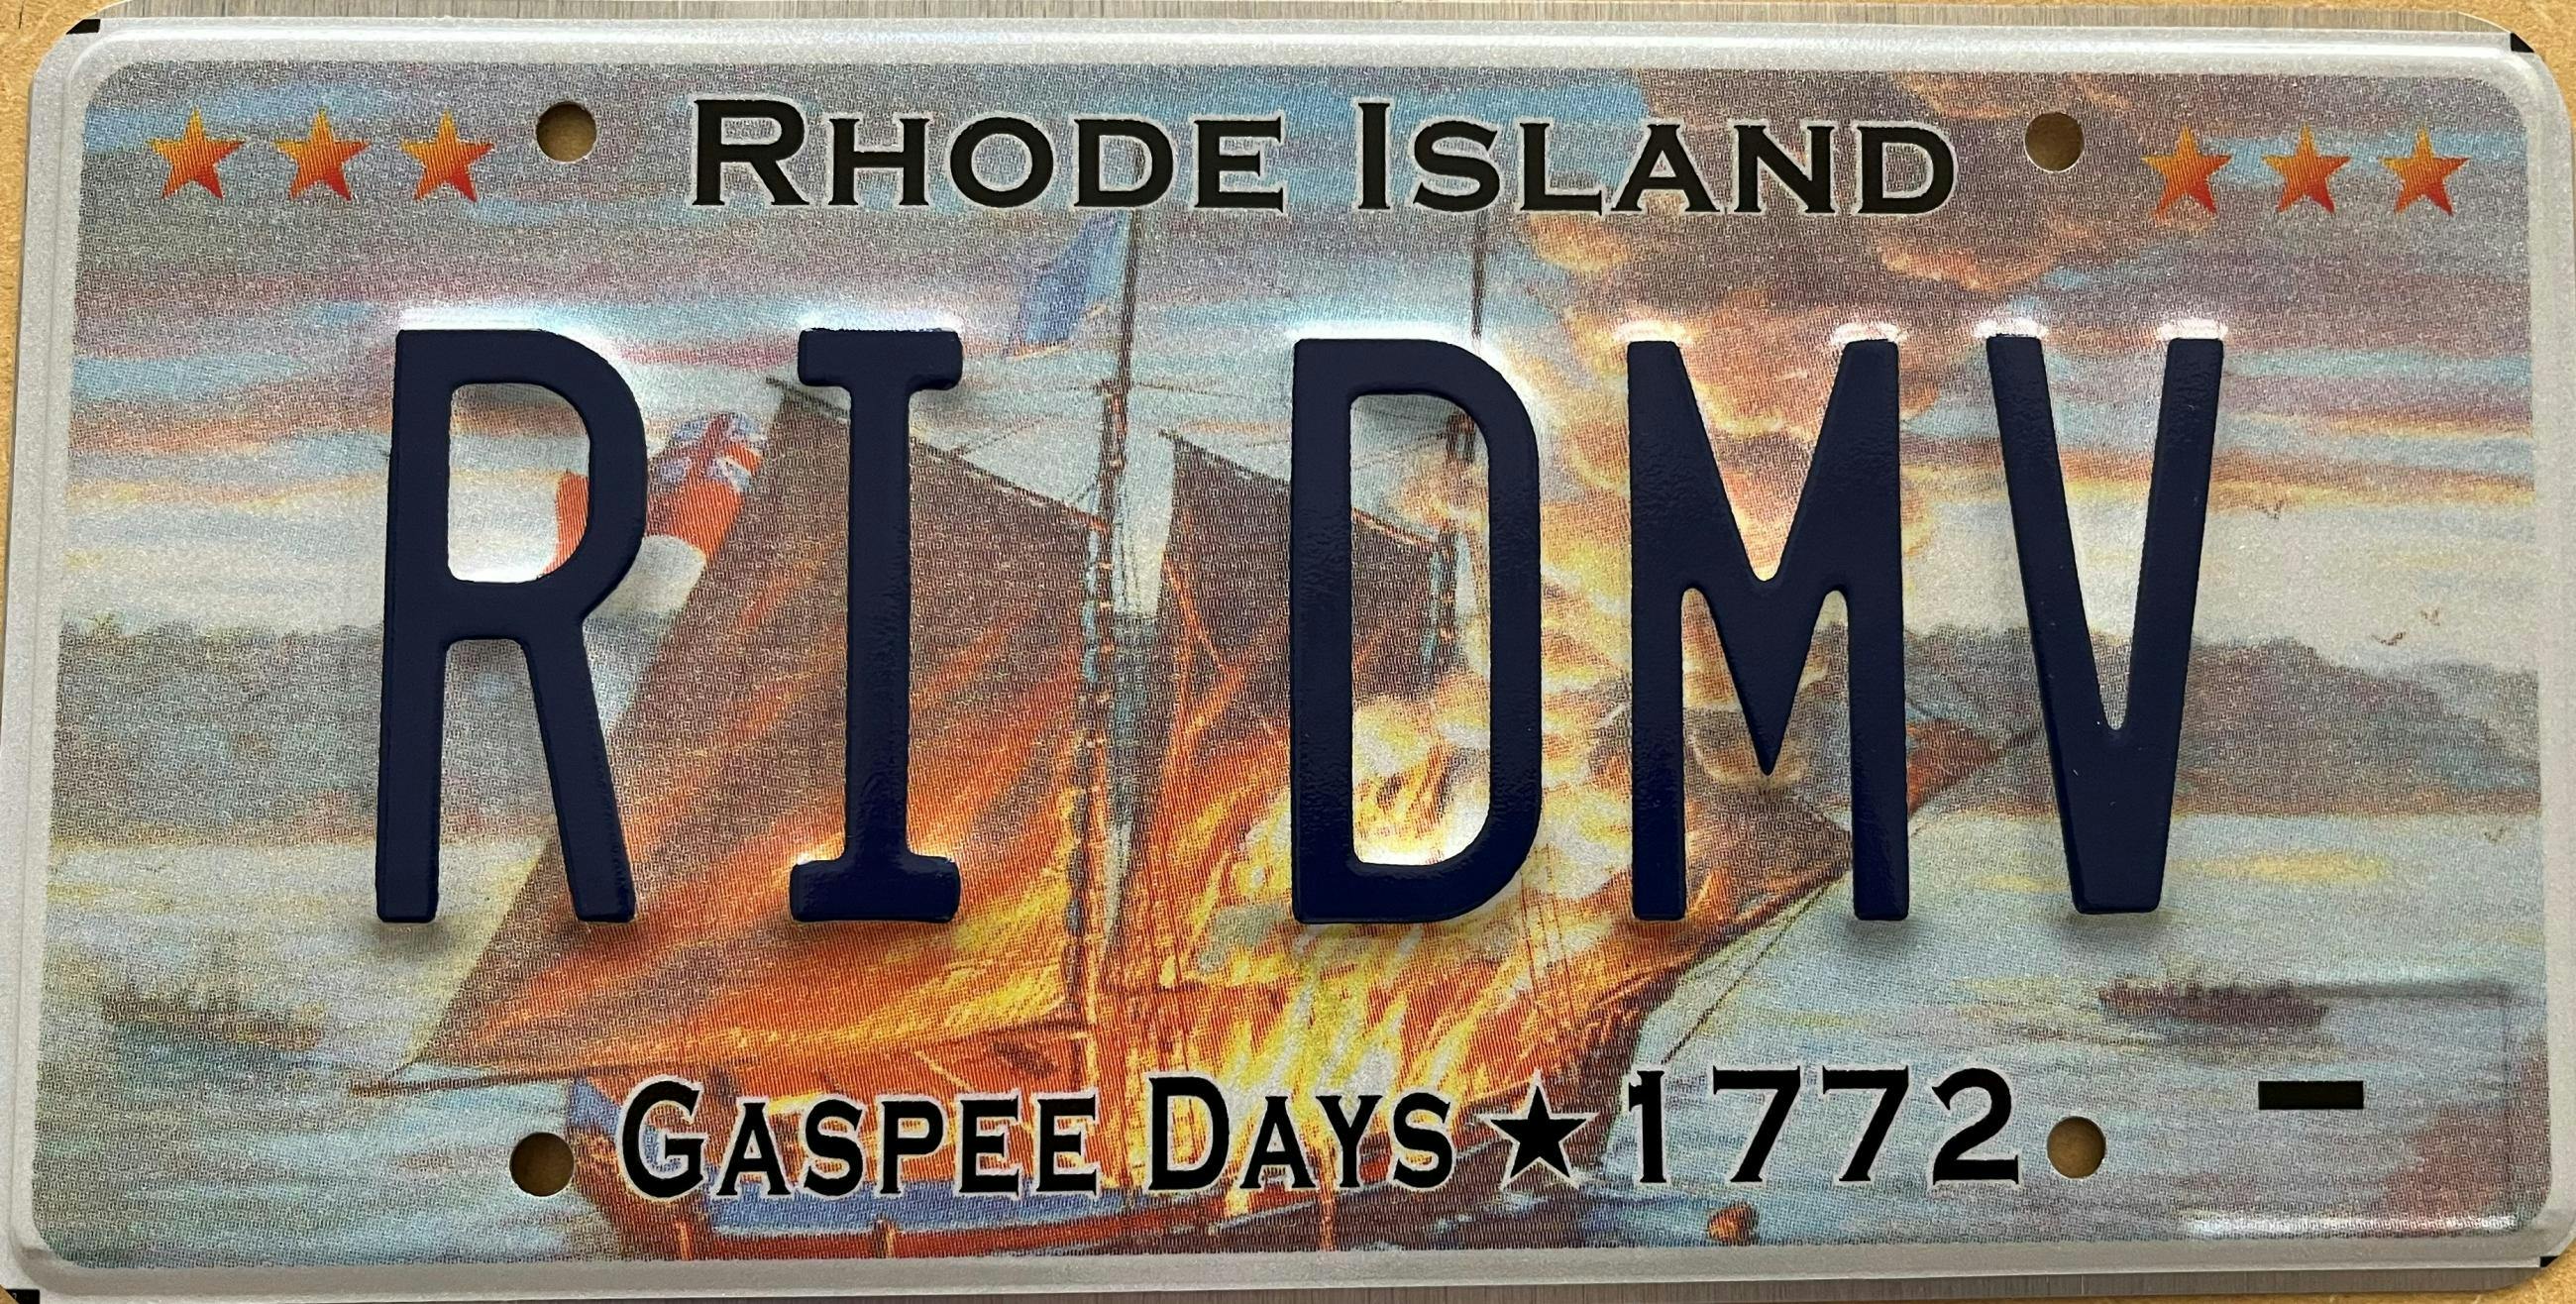 RHODE ISLAND
RI DMV
GASPEE DAYS★1772